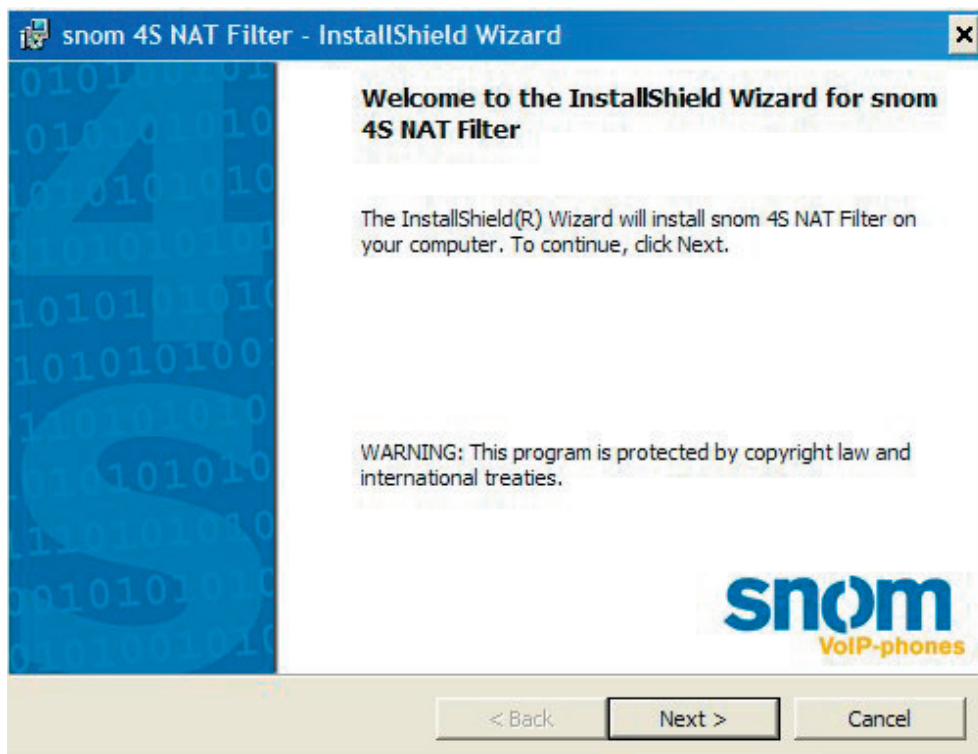 snom 4S NAT Filter - InstallShield Wizard
Welcome to the InstallShield Wizard for snom
4S NAT Filter
The InstallShield(R) Wizard will install snom 4S NAT Filter on
your computer. To continue, click Next.
WARNING: This program is protected by copyright law and
international treaties.
snom
VoIP-phones
< Back
Next >
Cancel
4S